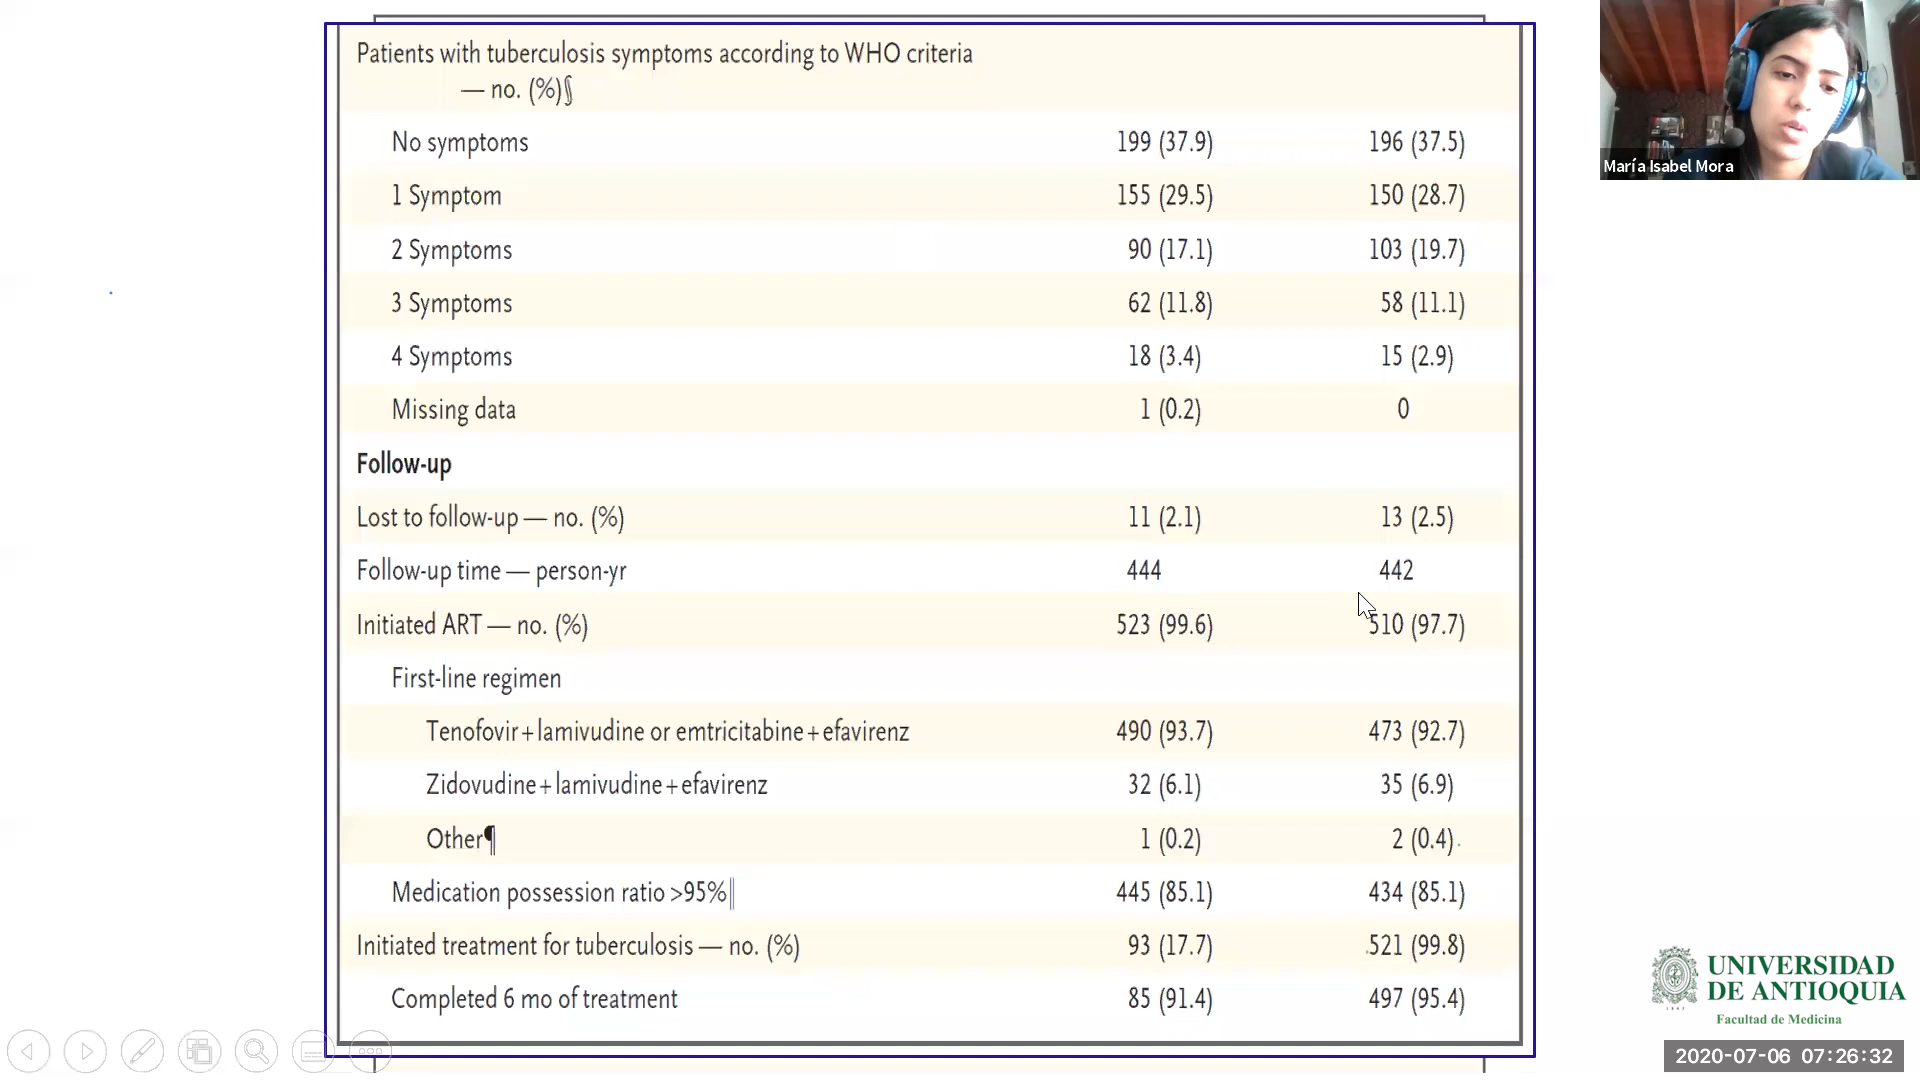 Patients with tuberculosis symptoms according to WHO criteria
— no. (%)§
No symptoms 199 (37.9) 196 (37.5)
1 Symptom 155 (29.5) 150 (28.7)
2 Symptoms 90 (17.1) 103 (19.7)
3 Symptoms 62 (11.8) 58 (11.1)
4 Symptoms 18 (3.4) 15 (2.9)
Missing data 1 (0.2) 0
Follow-up
Lost to follow-up — no. (%) 11 (2.1) 13 (2.5)
Follow-up time — person-yr 444 442
Initiated ART — no. (%) 523 (99.6) 510 (97.7)
First-line regimen
Tenofovir+lamivudine or emtricitabine+efavirenz 490 (93.7) 473 (92.7)
Zidovudine+lamivudine+efavirenz 32 (6.1) 35 (6.9)
Other¶ 1 (0.2) 2 (0.4)
Medication possession ratio >95%‖ 445 (85.1) 434 (85.1)
Initiated treatment for tuberculosis — no. (%) 93 (17.7) 521 (99.8)
Completed 6 mo of treatment 85 (91.4) 497 (95.4)
María Isabel Mora
UNIVERSIDAD
DE ANTIOQUIA
Facultad de Medicina
2020-07-06 07:26:32